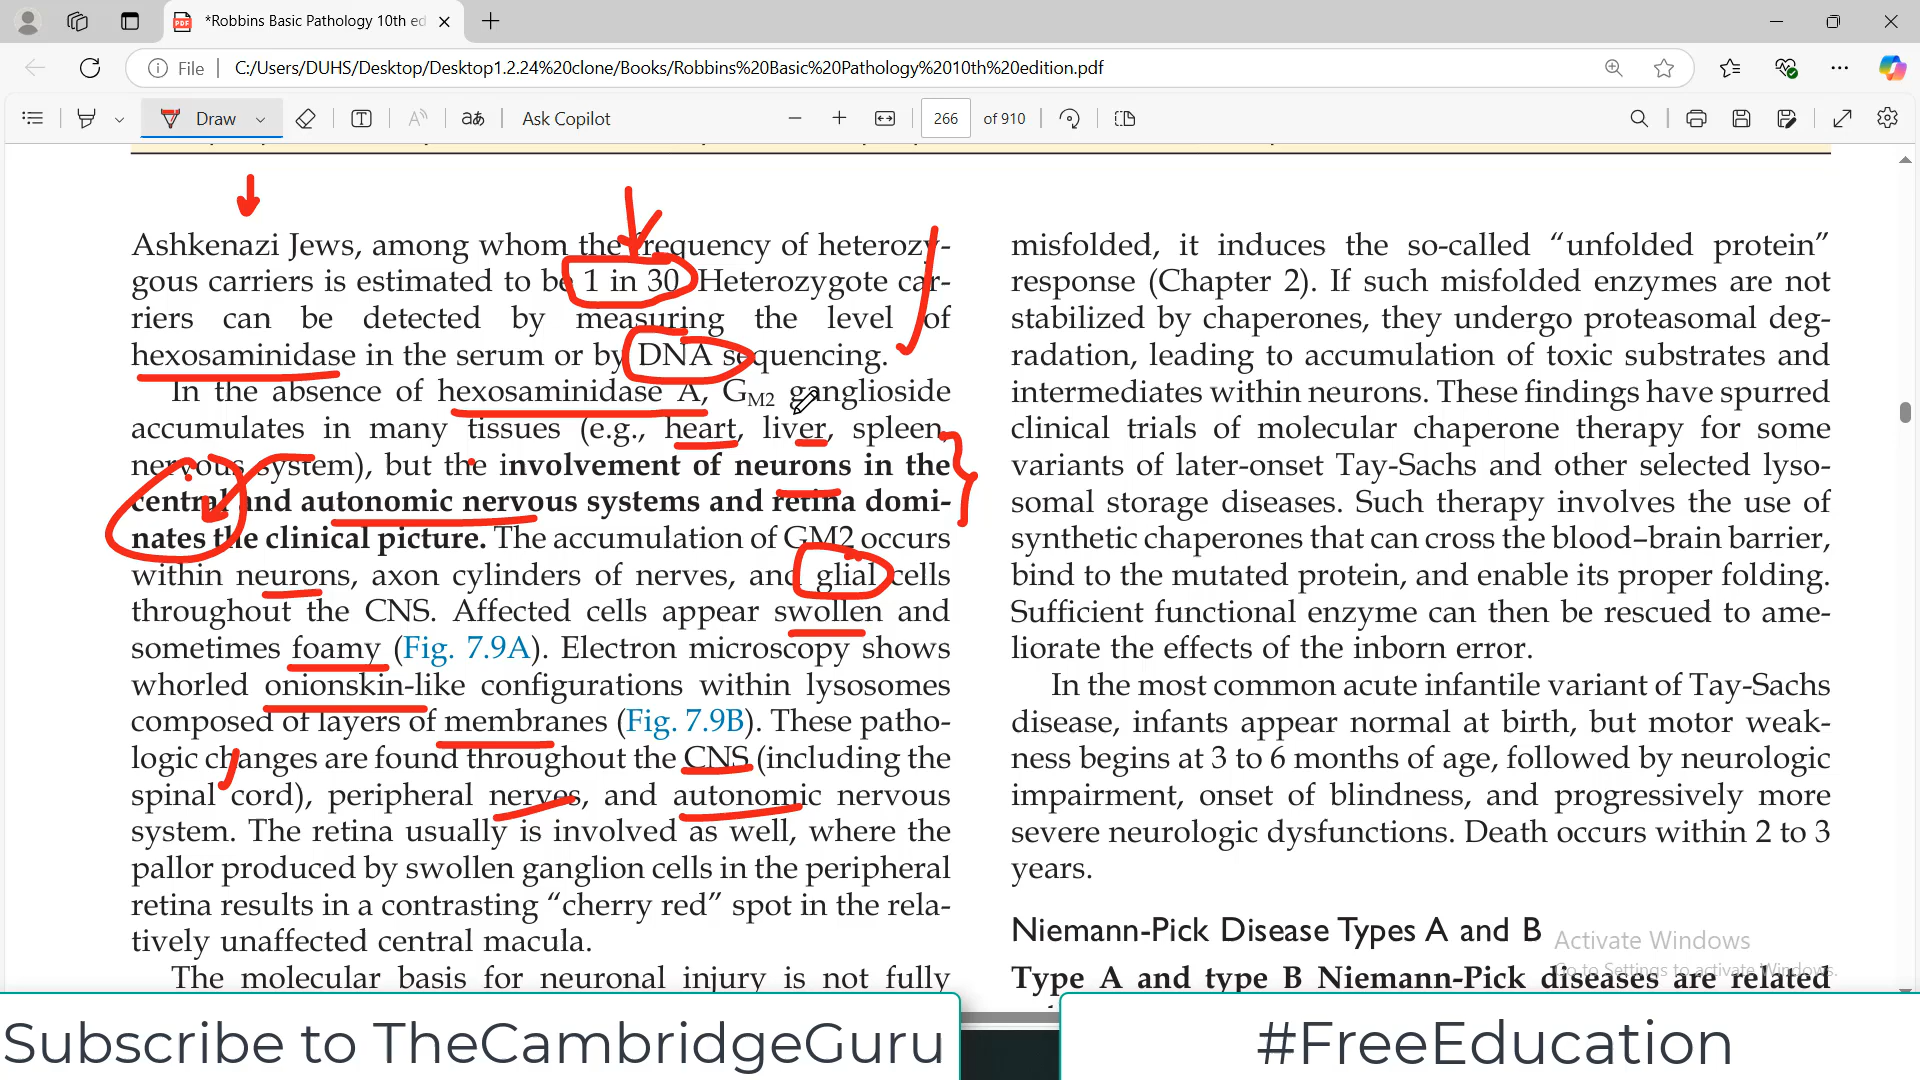 *Robbins Basic Pathology 10th ed
File
C:/Users/DUHS/Desktop/Desktop1.2.24%20clone/Books/Robbins%20Basic%20Pathology%2010th%20edition.pdf
Draw
Ask Copilot
266 of 910
Ashkenazi Jews, among whom the frequency of heterozy-
gous carriers is estimated to be 1 in 30. Heterozygote car-
riers can be detected by measuring the level of
hexosaminidase in the serum or by DNA sequencing.
In the absence of hexosaminidase A, GM2 ganglioside
accumulates in many tissues (e.g., heart, liver, spleen,
nervous system), but the involvement of neurons in the
central and autonomic nervous systems and retina domi-
nates the clinical picture. The accumulation of GM2 occurs
within neurons, axon cylinders of nerves, and glial cells
throughout the CNS. Affected cells appear swollen and
sometimes foamy (Fig. 7.9A). Electron microscopy shows
whorled onionskin-like configurations within lysosomes
composed of layers of membranes (Fig. 7.9B). These patho-
logic changes are found throughout the CNS (including the
spinal cord), peripheral nerves, and autonomic nervous
system. The retina usually is involved as well, where the
pallor produced by swollen ganglion cells in the peripheral
retina results in a contrasting “cherry red” spot in the rela-
tively unaffected central macula.
The molecular basis for neuronal injury is not fully
misfolded, it induces the so-called “unfolded protein”
response (Chapter 2). If such misfolded enzymes are not
stabilized by chaperones, they undergo proteasomal deg-
radation, leading to accumulation of toxic substrates and
intermediates within neurons. These findings have spurred
clinical trials of molecular chaperone therapy for some
variants of later-onset Tay-Sachs and other selected lyso-
somal storage diseases. Such therapy involves the use of
synthetic chaperones that can cross the blood–brain barrier,
bind to the mutated protein, and enable its proper folding.
Sufficient functional enzyme can then be rescued to ame-
liorate the effects of the inborn error.
In the most common acute infantile variant of Tay-Sachs
disease, infants appear normal at birth, but motor weak-
ness begins at 3 to 6 months of age, followed by neurologic
impairment, onset of blindness, and progressively more
severe neurologic dysfunctions. Death occurs within 2 to 3
years.
Niemann-Pick Disease Types A and B
Type A and type B Niemann-Pick diseases are related
Activate Windows
Go to Settings to activate Windows.
Subscribe to TheCambridgeGuru
#FreeEducation